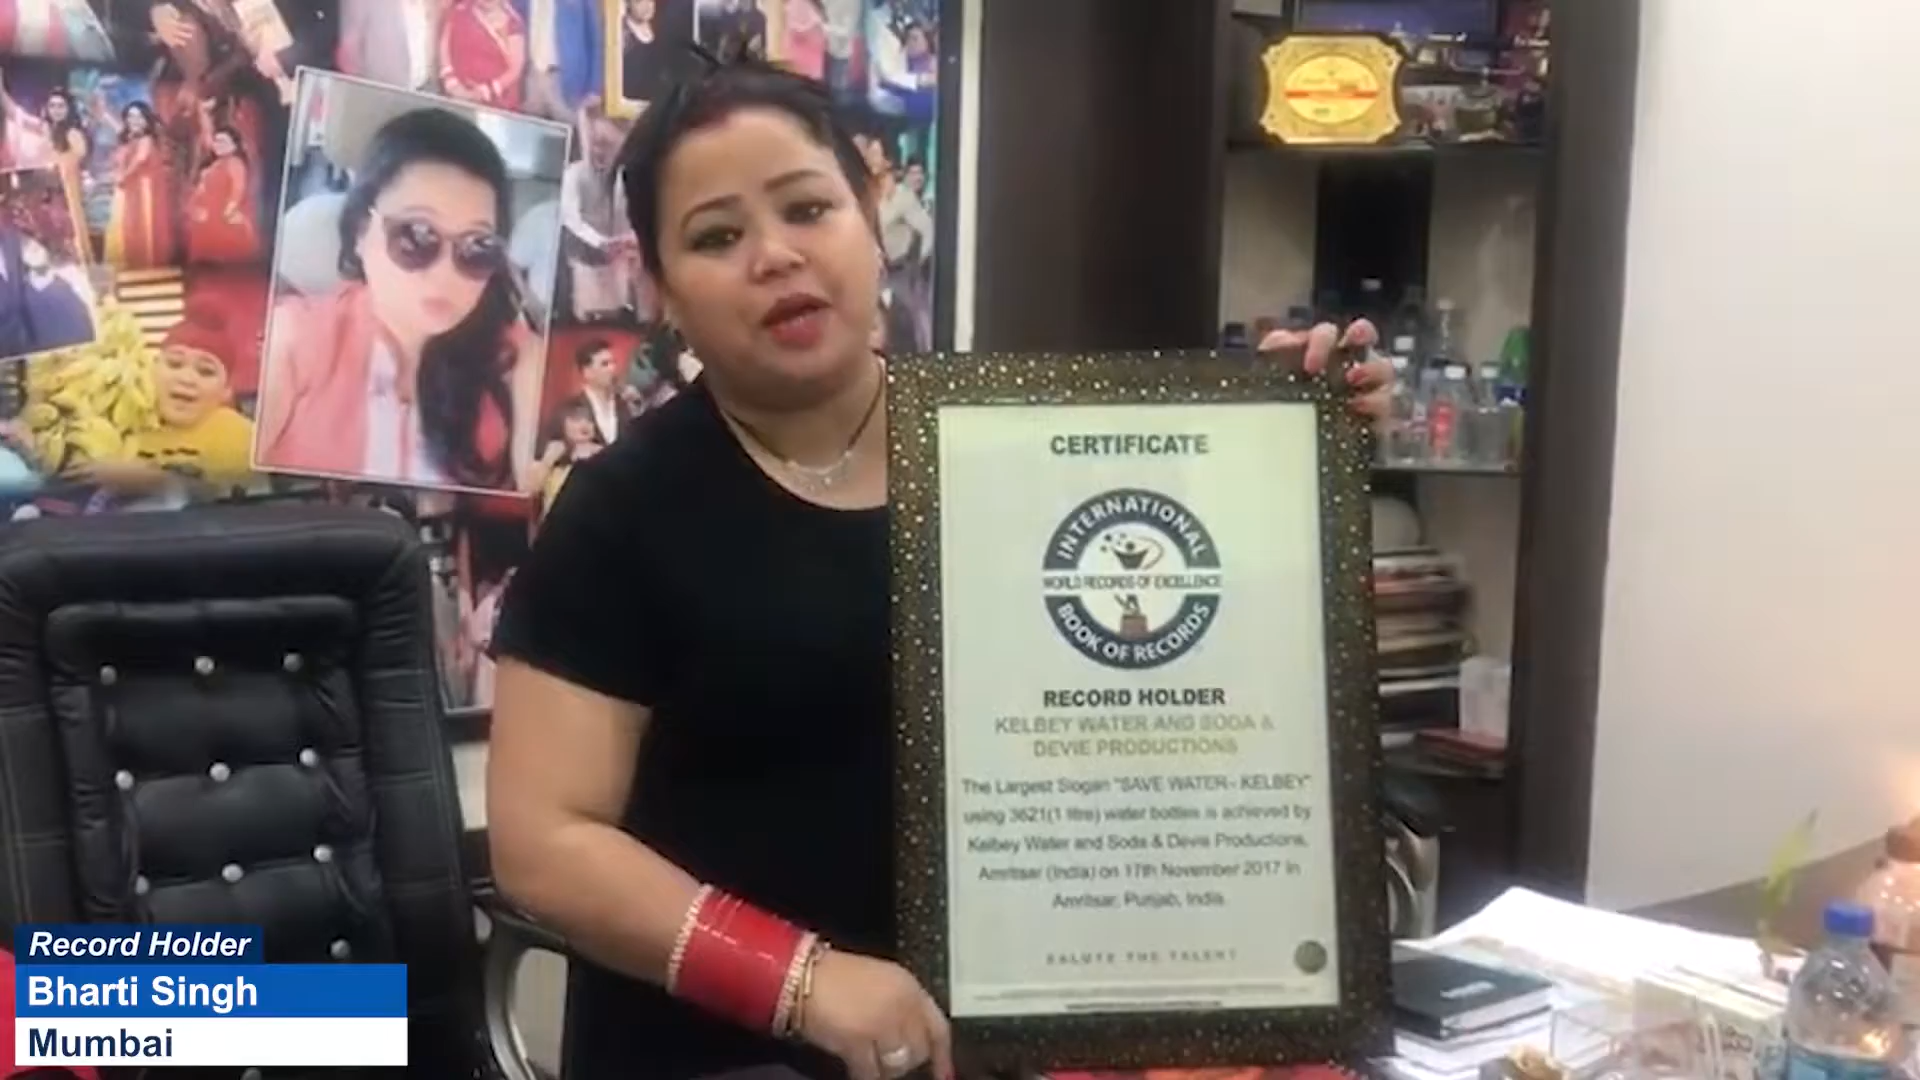 CERTIFICATE
INTERNATIONAL
WORLD RECORDS OF EXCELLENCE
BOOK OF RECORDS
RECORD HOLDER
KELBEY WATER AND SODA &
DEVIE PRODUCTIONS
The Largest Slogan "SAVE WATER - KELBEY"
using 3621(1 litre) water bottles is achieved by
Kelbey Water and Soda & Devie Productions,
Amritsar (India) on 17th November 2017 in
Amritsar, Punjab, India.
SALUTE THE TALENT
Record Holder
Bharti Singh
Mumbai